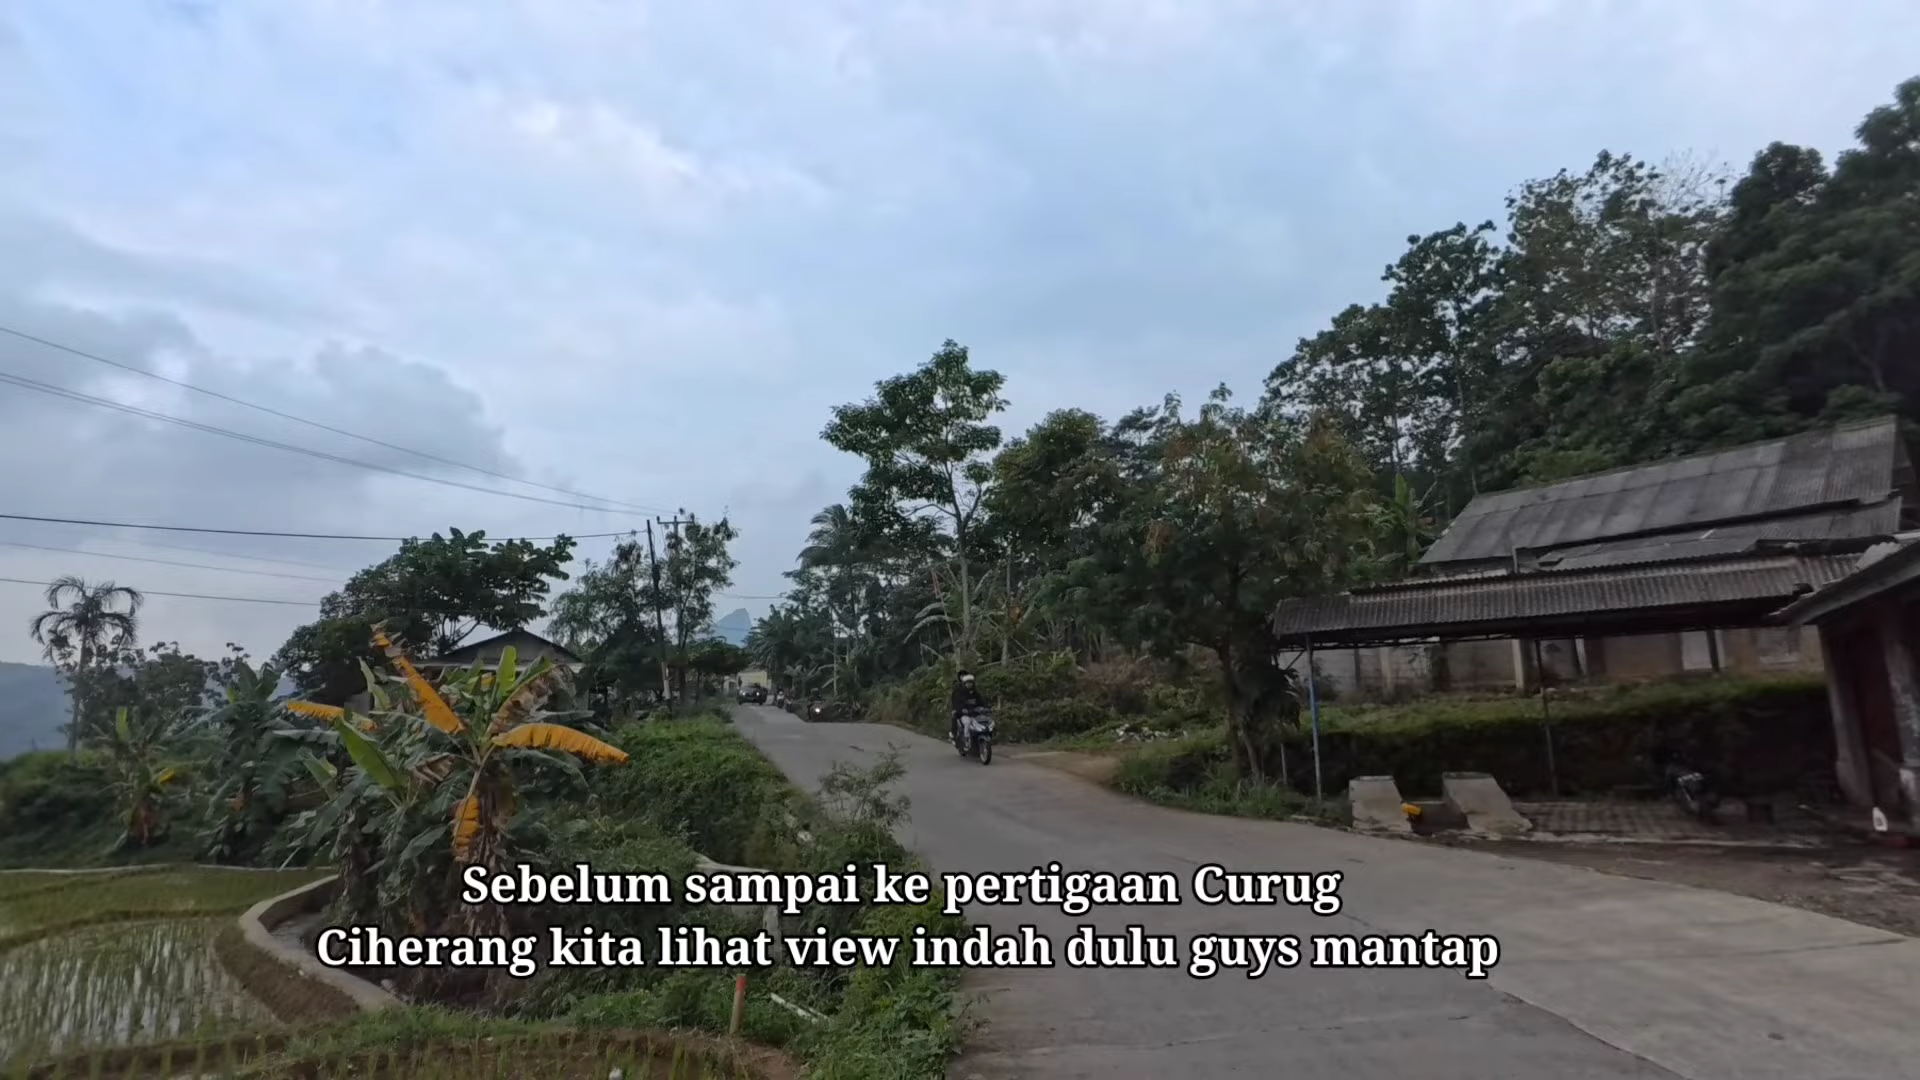 Sebelum sampai ke pertigaan Curug
Ciherang kita lihat view indah dulu guys mantap